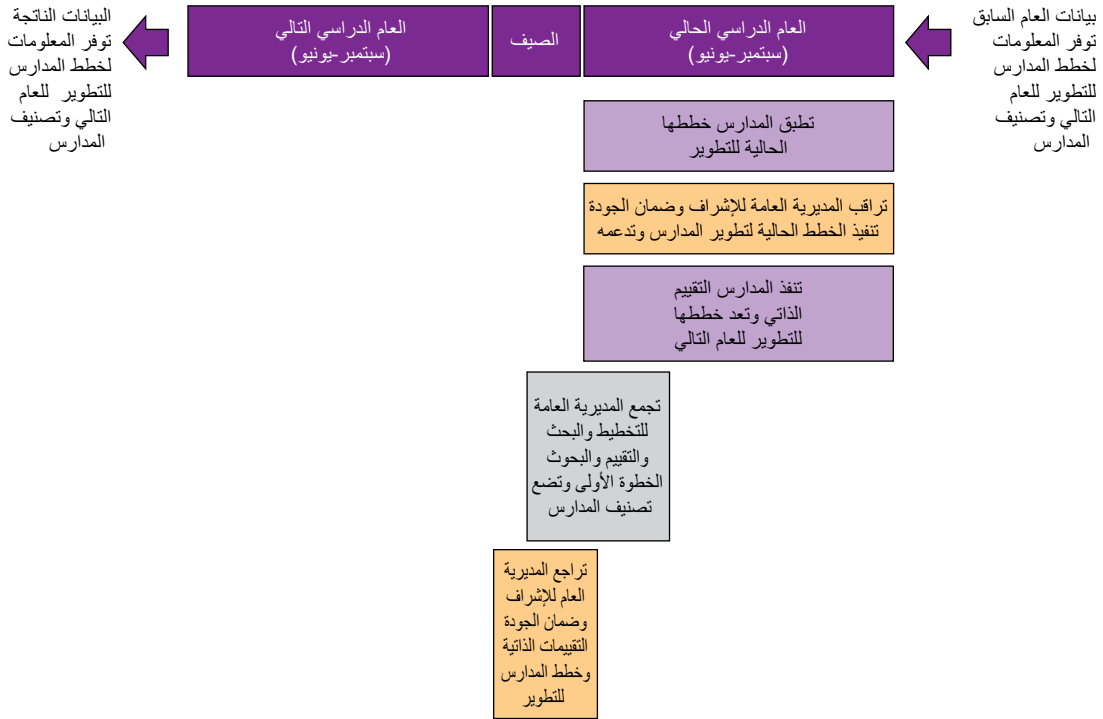 بيانات العام السابق
توفر المعلومات
لخطط المدارس
للتطوير للعام
التالي وتصنيف
المدارس
العام الدراسي الحالي
(سبتمبر-يونيو)
الصيف
العام الدراسي التالي
(سبتمبر-يونيو)
البيانات الناتجة
توفر المعلومات
لخطط المدارس
للتطوير للعام
التالي وتصنيف
المدارس
تطبق المدارس خططها
الحالية للتطوير
تراقب المديرية العامة للإشراف وضمان الجودة
تنفيذ الخطط الحالية لتطوير المدارس وتدعمه
تنفذ المدارس التقييم
الذاتي وتعد خططها
للتطوير للعام التالي
تجمع المديرية العامة
للتخطيط والبحث
والتقييم والبحوث
الخطوة الأولى وتضع
تصنيف المدارس
تراجع المديرية
العام للإشراف
وضمان الجودة
التقييمات الذاتية
وخطط المدارس
للتطوير